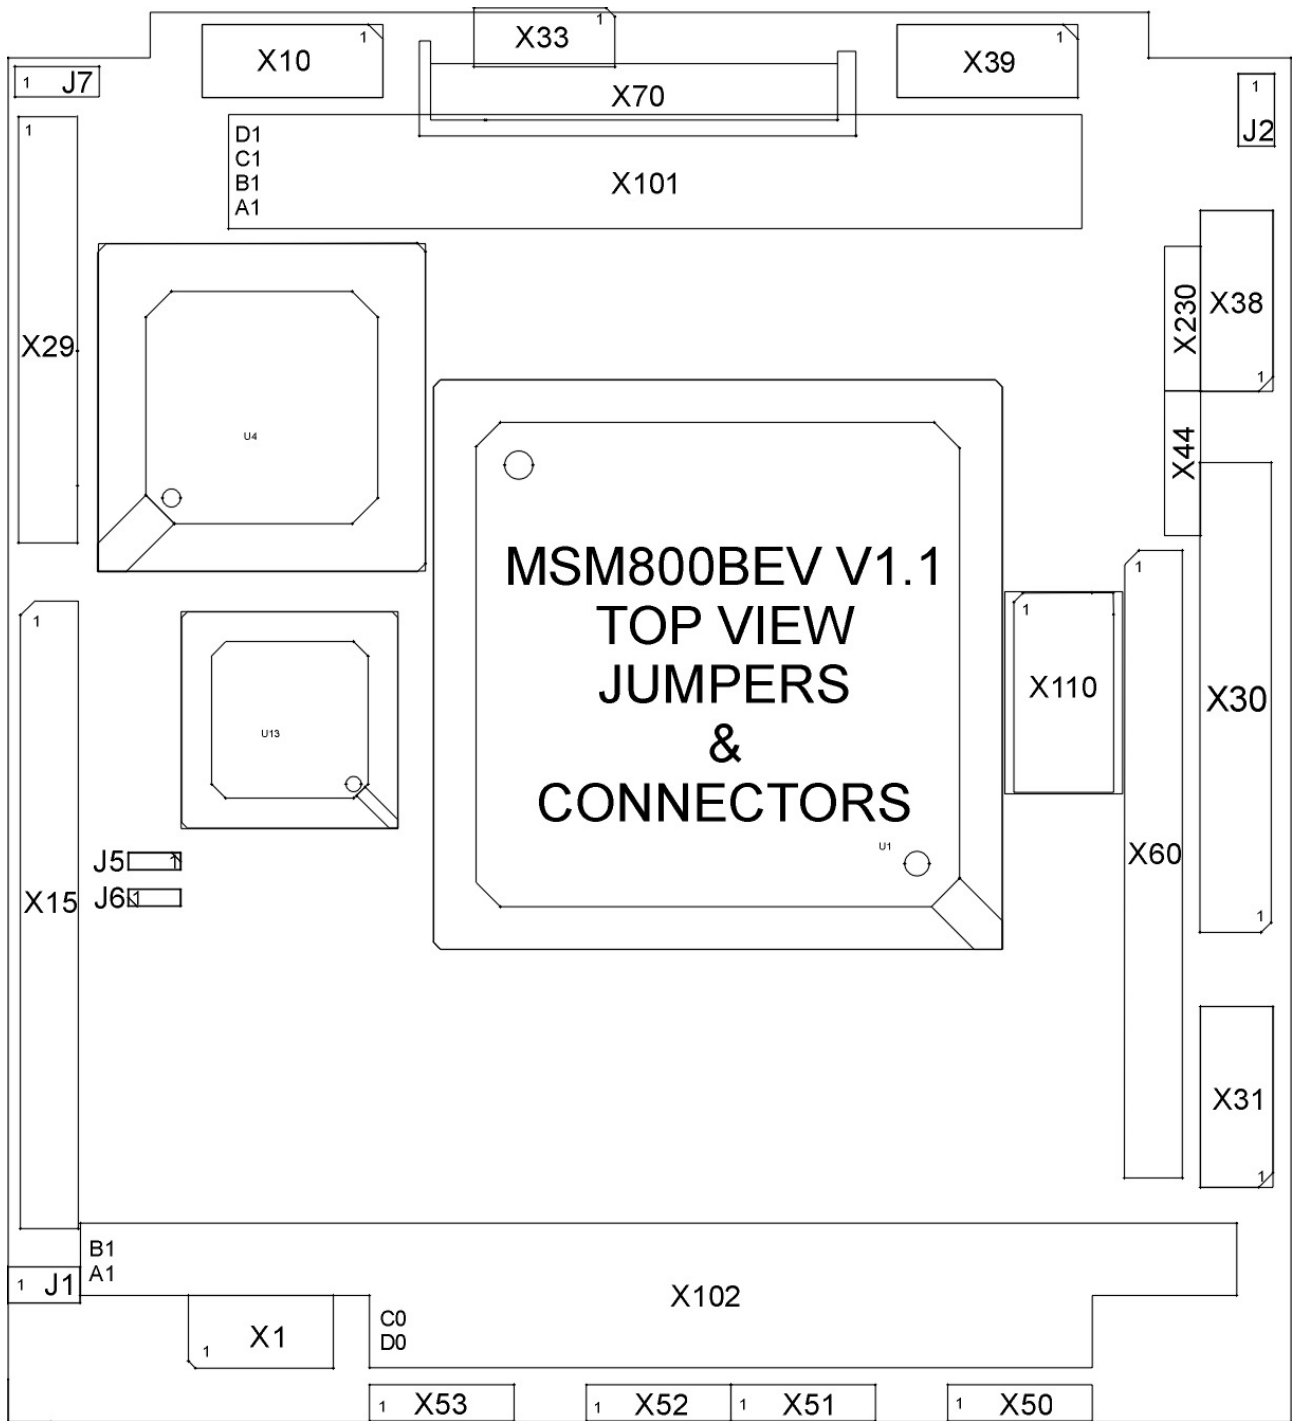 1
X33
1
X10
1
X39
1
J7
X70
1
J2
1
D1
C1
B1
A1
X101
X29
U4
X230
X38
1
X44
MSM800BEV V1.1
TOP VIEW
JUMPERS
&
CONNECTORS
U1
1
X110
1
X60
X30
1
1
X15
U13
J5 1
J6 1
X31
1
B1
A1
1 J1
X102
C0
D0
X1
1
1 X53
1 X52
1 X51
1 X50